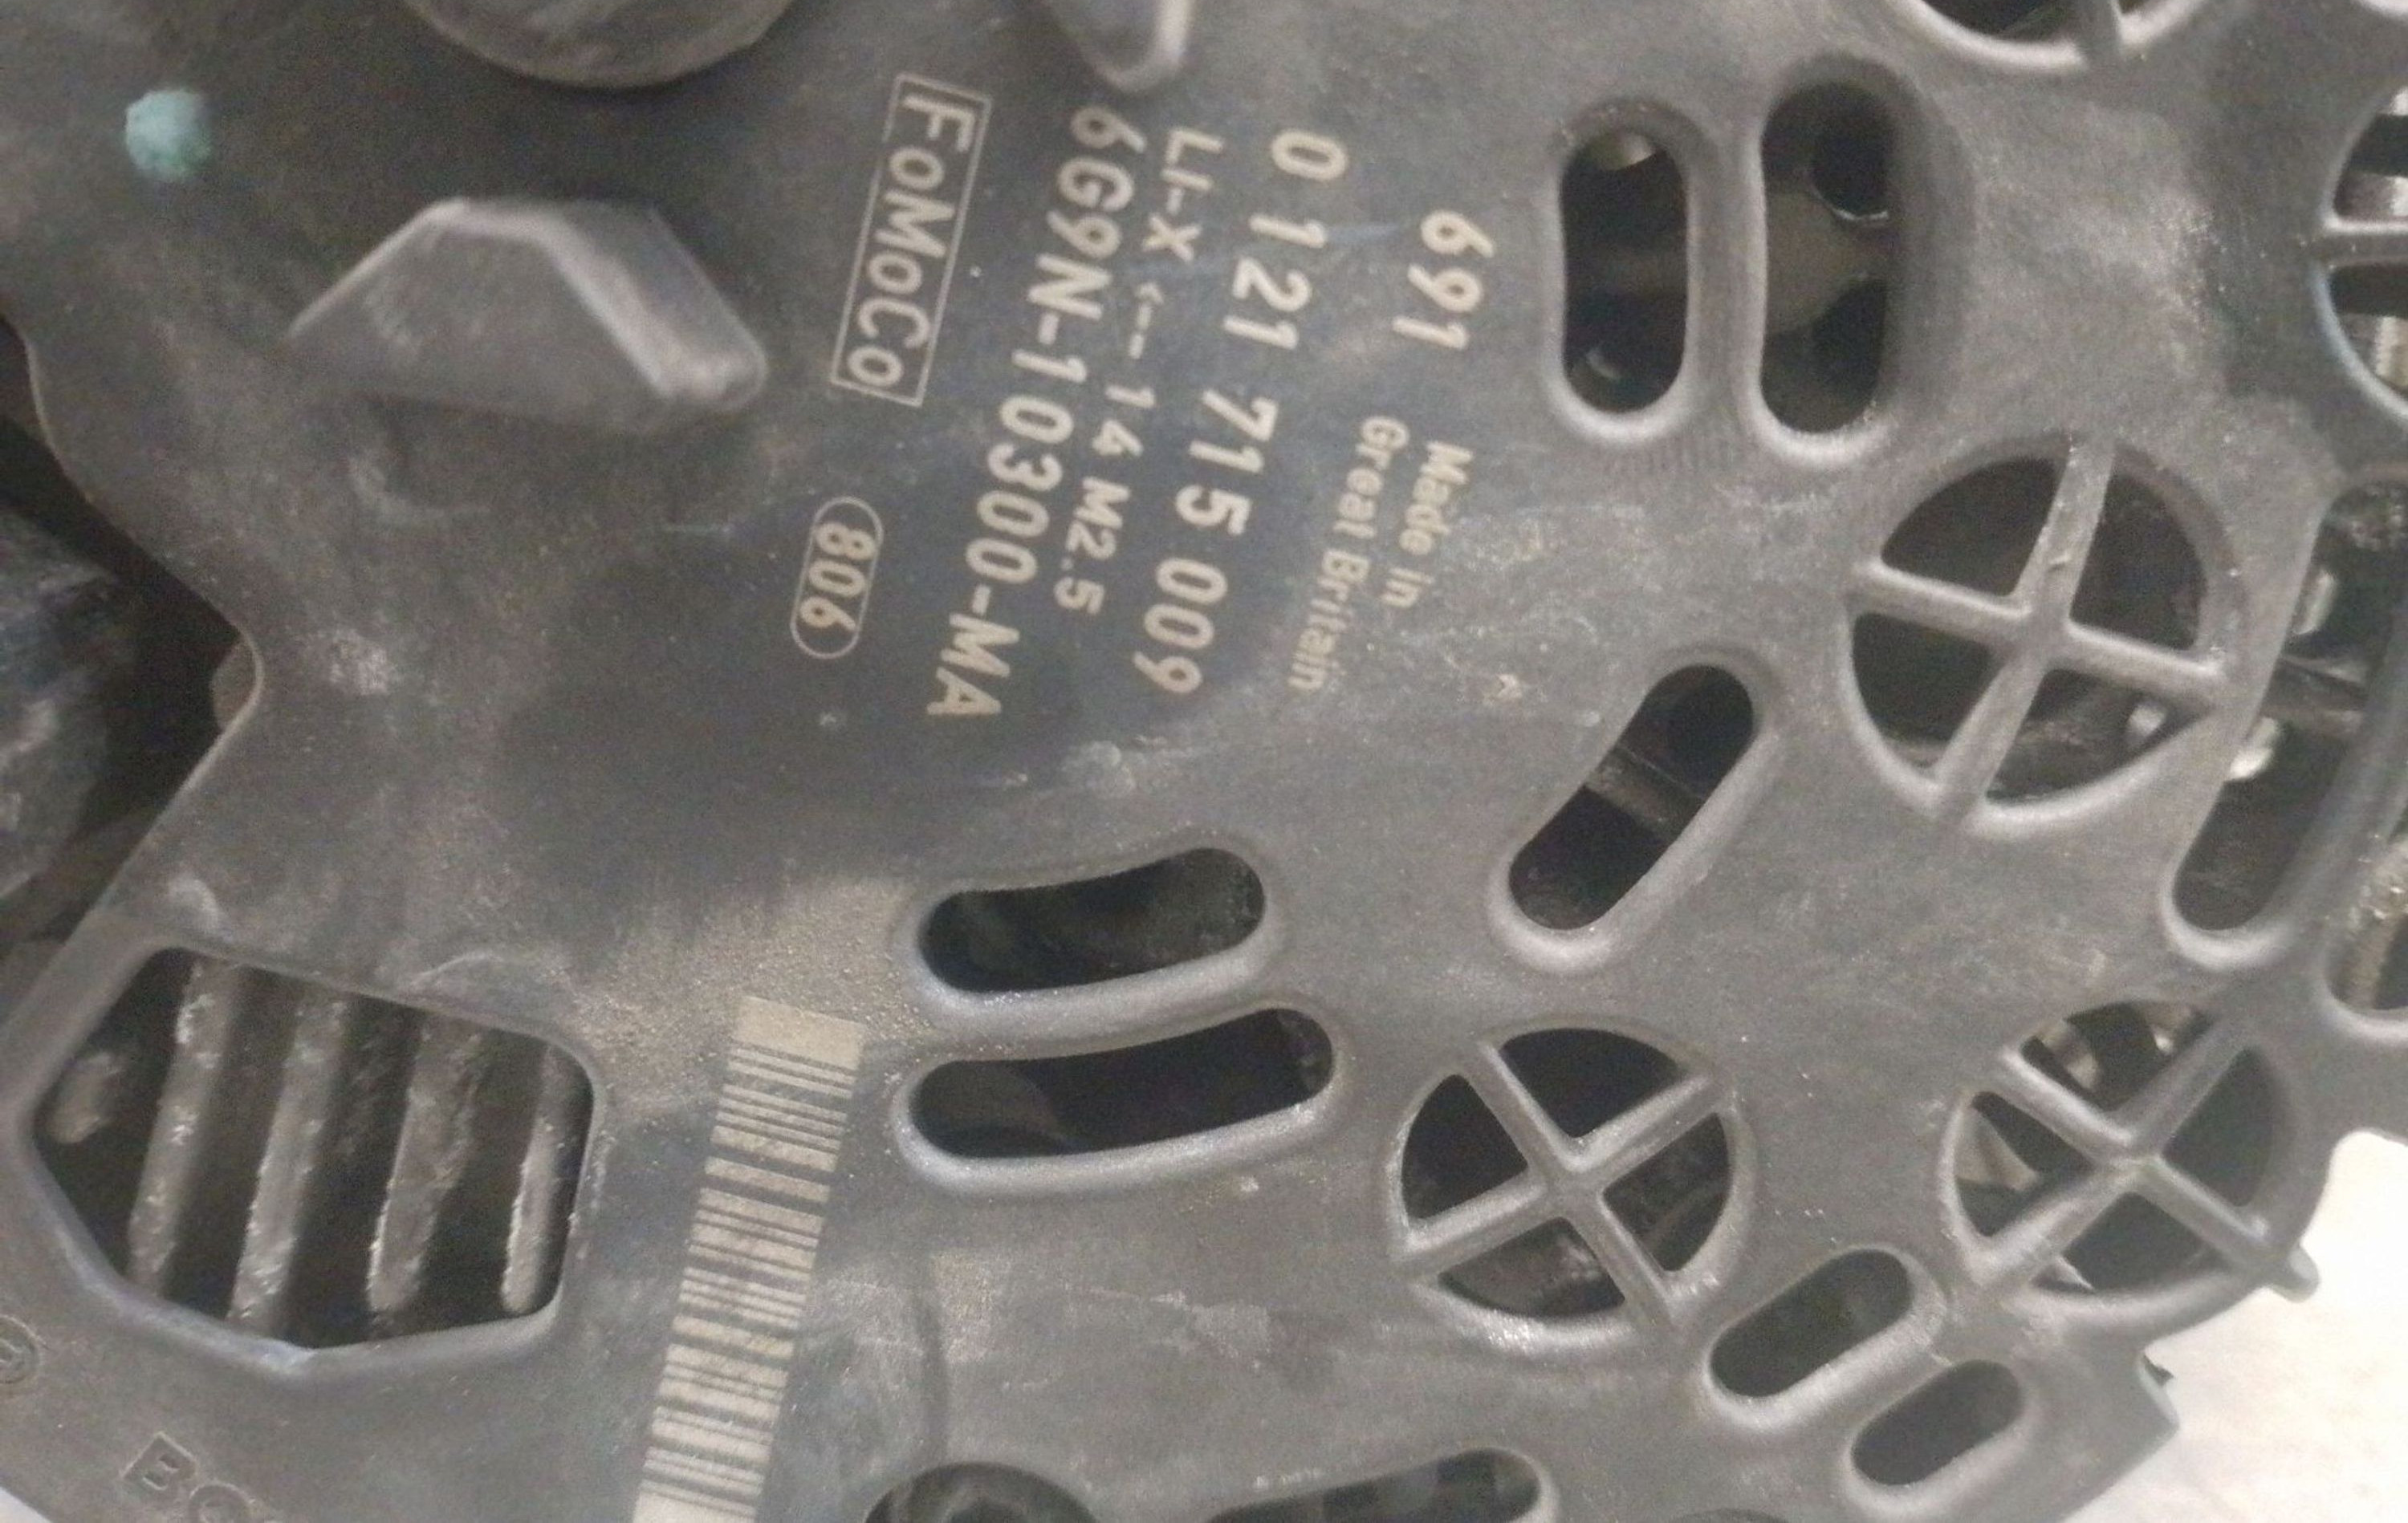 691
Made in
Great Britain
0 121 715 009
LI-X <-- 14 M2.5
6G9N-10300-MA
FoMoCo
806